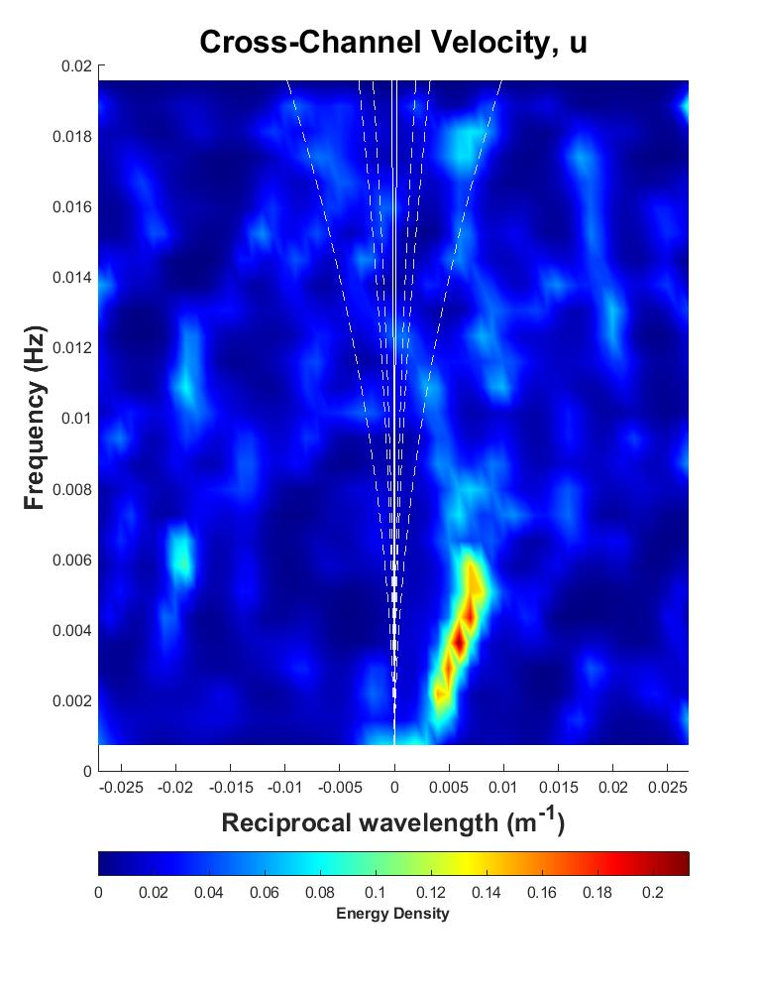 Cross-Channel Velocity, u
0.02
0.018
0.016
0.014
0.012
0.01
0.008
0.006
0.004
0.002
0
Frequency (Hz)
-0.025 -0.02 -0.015 -0.01 -0.005 0 0.005 0.01 0.015 0.02 0.025
Reciprocal wavelength (m⁻¹)
0 0.02 0.04 0.06 0.08 0.1 0.12 0.14 0.16 0.18 0.2
Energy Density